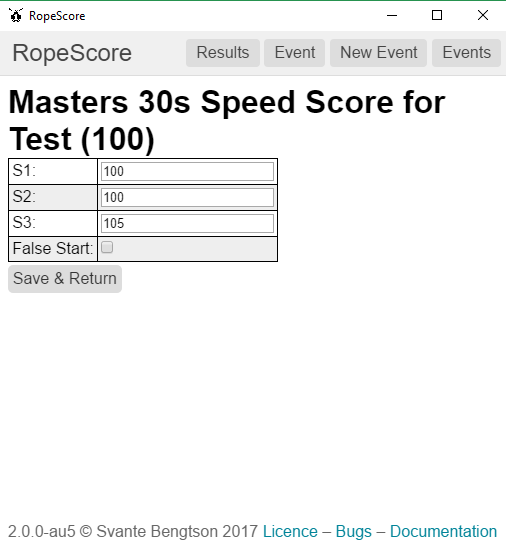 RopeScore
RopeScore Results Event New Event Events
Masters 30s Speed Score for
Test (100)
S1: 100
S2: 100
S3: 105
False Start:
Save & Return
2.0.0-au5 © Svante Bengtson 2017 Licence – Bugs – Documentation